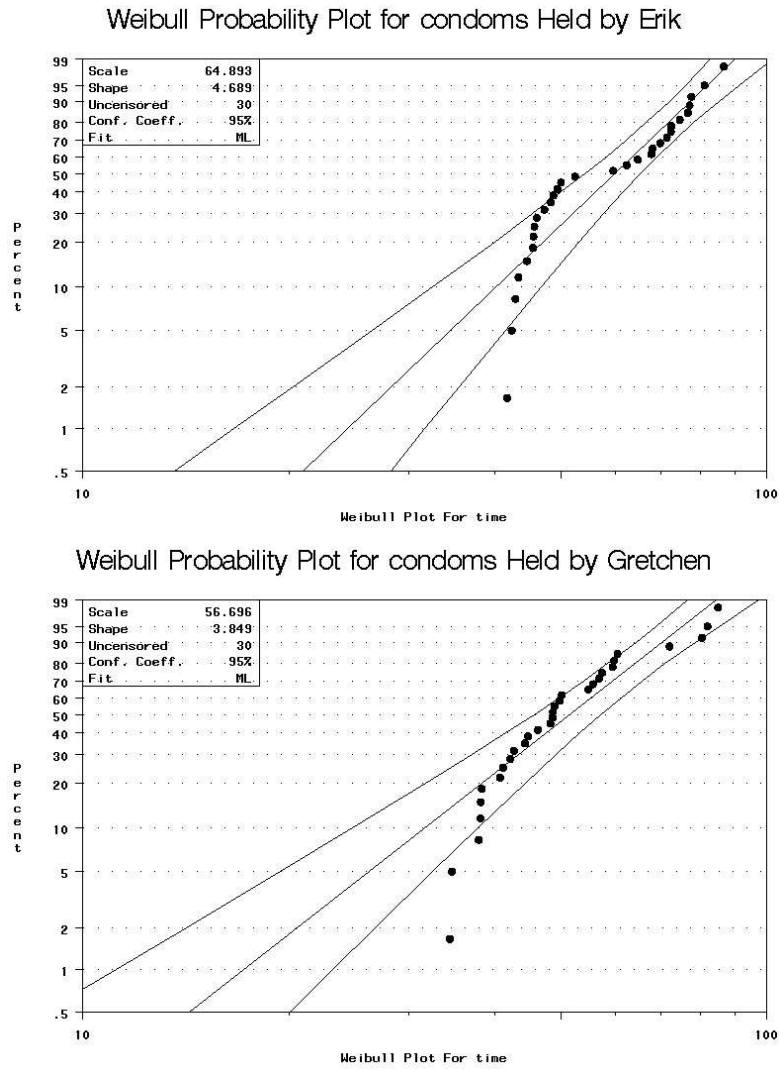 Weibull Probability Plot for condoms Held by Erik
99
95
90
80
70
60
50
40
30
20
10
5
2
1
.5
Scale 64.893
Shape 4.689
Uncensored 30
Conf. Coeff. 95%
Fit ML
Percent
10 100
Weibull Plot For time
Weibull Probability Plot for condoms Held by Gretchen
99
95
90
80
70
60
50
40
30
20
10
5
2
1
.5
Scale 56.696
Shape 3.849
Uncensored 30
Conf. Coeff. 95%
Fit ML
Percent
10 100
Weibull Plot For time